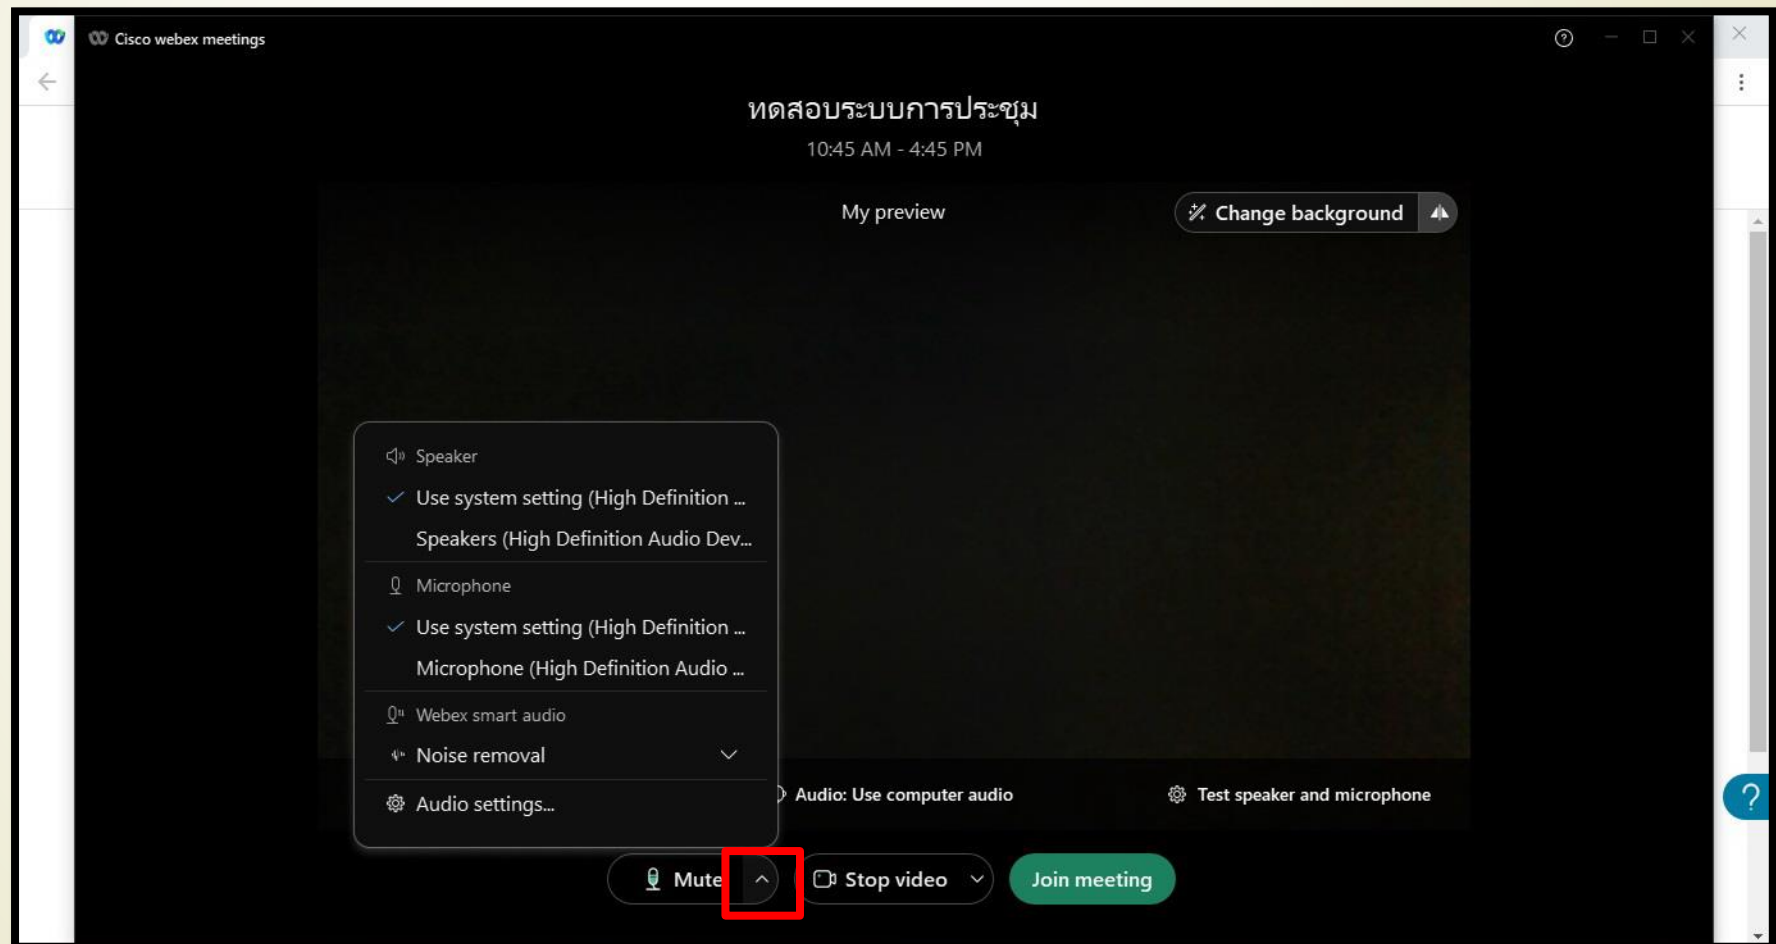 Cisco webex meetings
ทดสอบระบบการประชุม
10:45 AM - 4:45 PM
My preview
Change background
Speaker
Use system setting (High Definition ...
Speakers (High Definition Audio Dev...
Microphone
Use system setting (High Definition ...
Microphone (High Definition Audio ...
Webex smart audio
Noise removal
Audio settings...
Audio: Use computer audio
Test speaker and microphone
?
Mute
Stop video
Join meeting